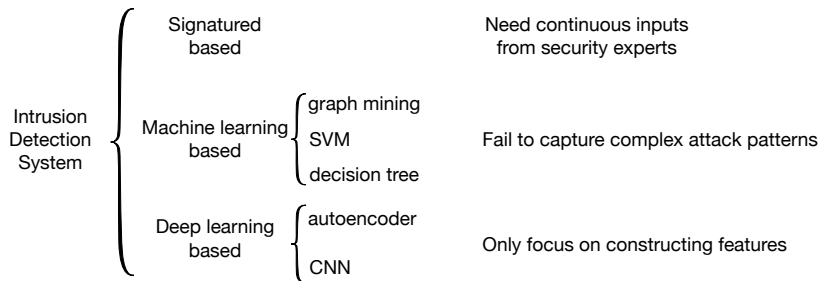 Intrusion
Detection
System
Signatured
based
Need continuous inputs
from security experts
Machine learning
based
graph mining
SVM
decision tree
Fail to capture complex attack patterns
Deep learning
based
autoencoder
CNN
Only focus on constructing features